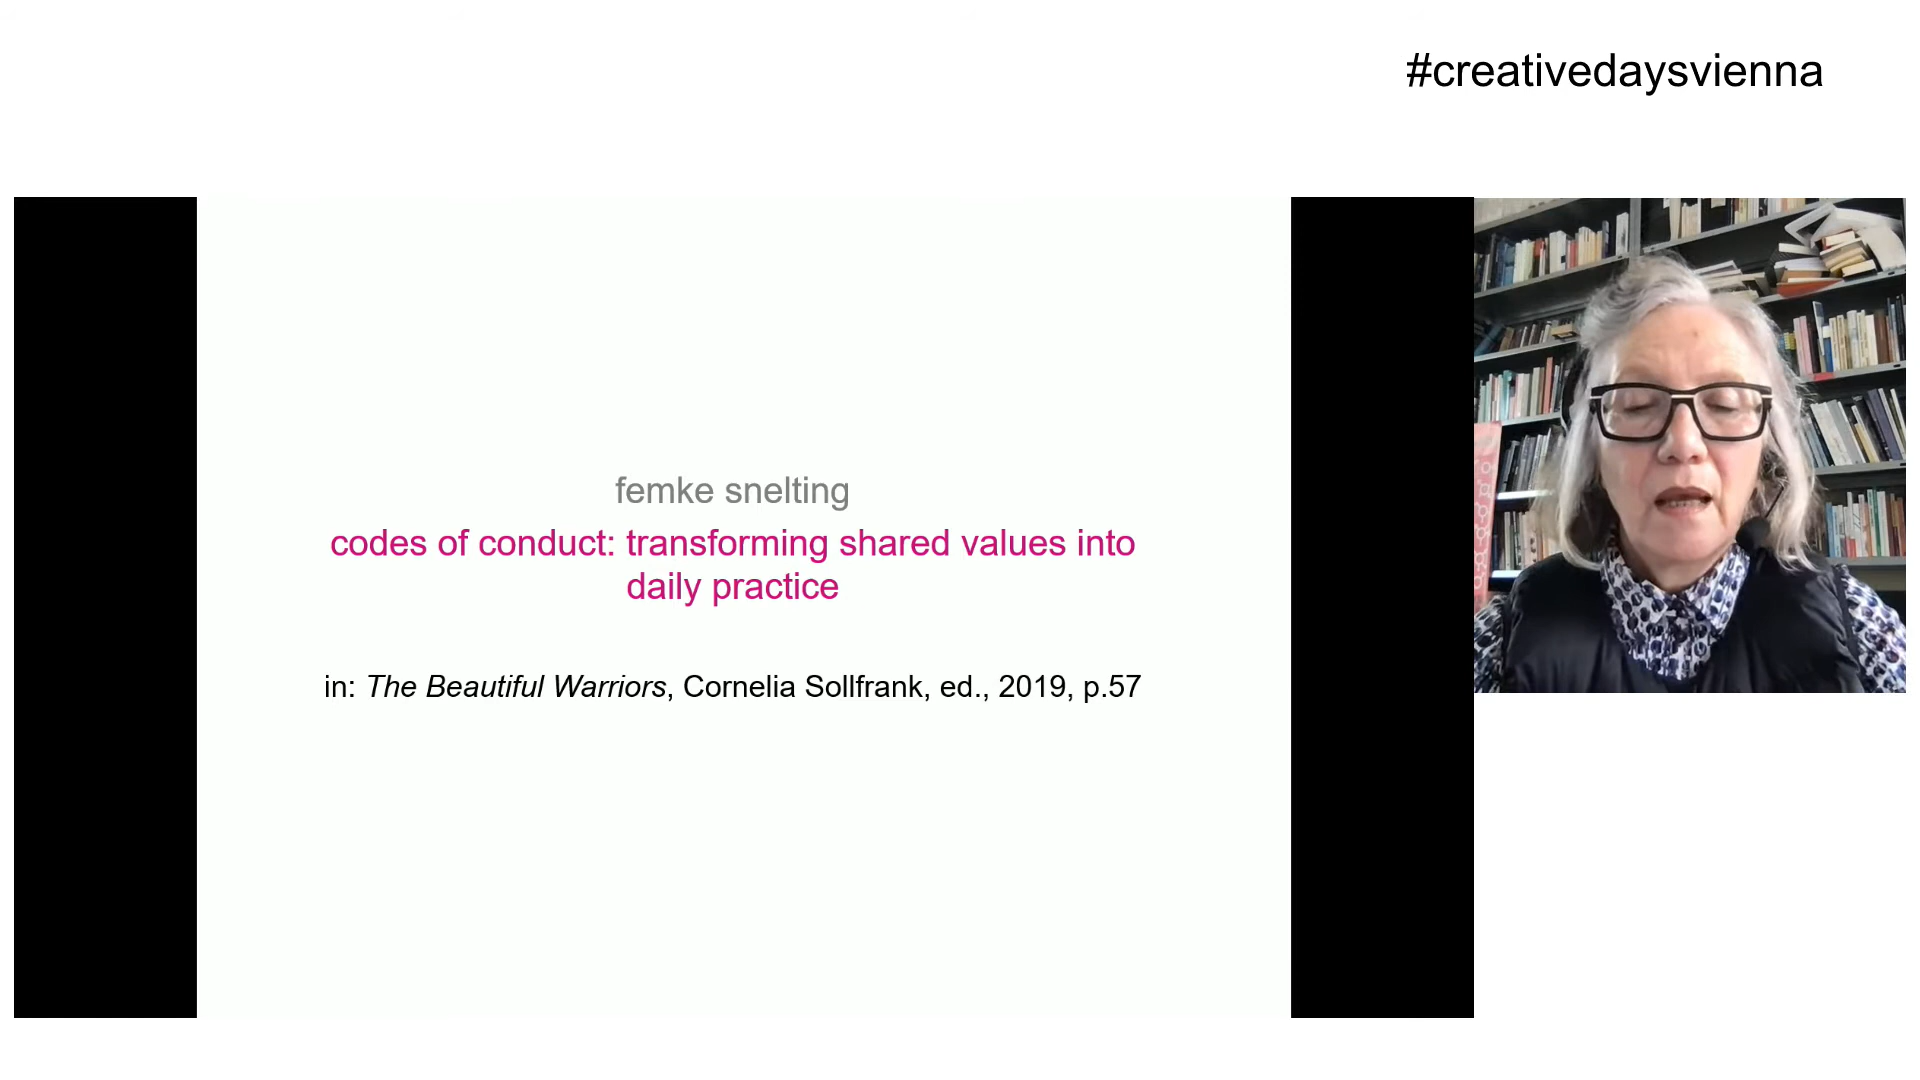 #creativedaysvienna
femke snelting
codes of conduct: transforming shared values into
daily practice
in: The Beautiful Warriors, Cornelia Sollfrank, ed., 2019, p.57